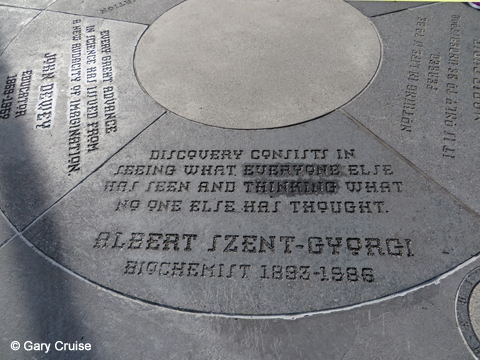 DISCOVERY CONSISTS IN
SEEING WHAT EVERYONE ELSE
HAS SEEN AND THINKING WHAT
NO ONE ELSE HAS THOUGHT.
ALBERT SZENT-GYORGI
BIOCHEMIST 1893-1986
EVERY GREAT ADVANCE
IN SCIENCE HAS ISSUED FROM
A NEW AUDACITY OF IMAGINATION.
JOHN DEWEY
EDUCATOR
1859-1952
© Gary Cruise